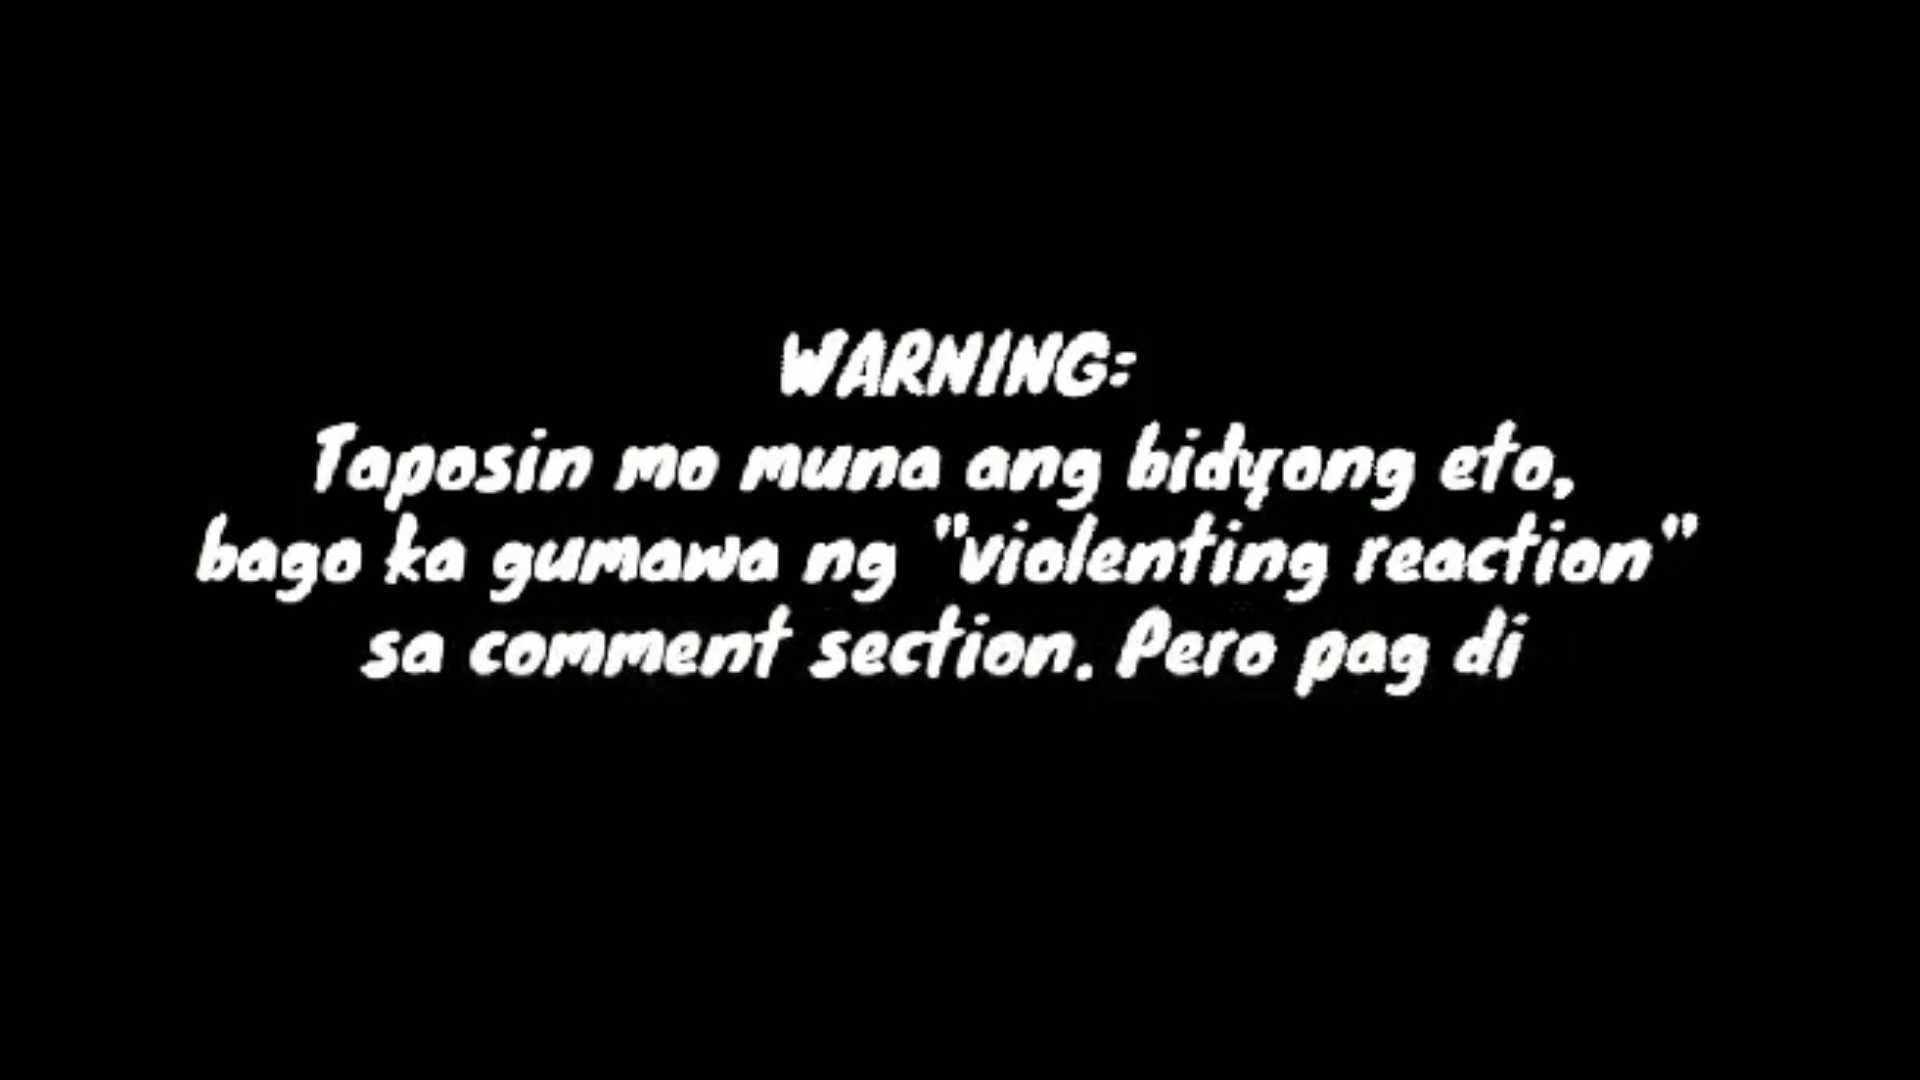 WARNING:
Taposin mo muna ang bidyong eto,
bago ka gumawa ng "violenting reaction"
sa comment section. Pero pag di